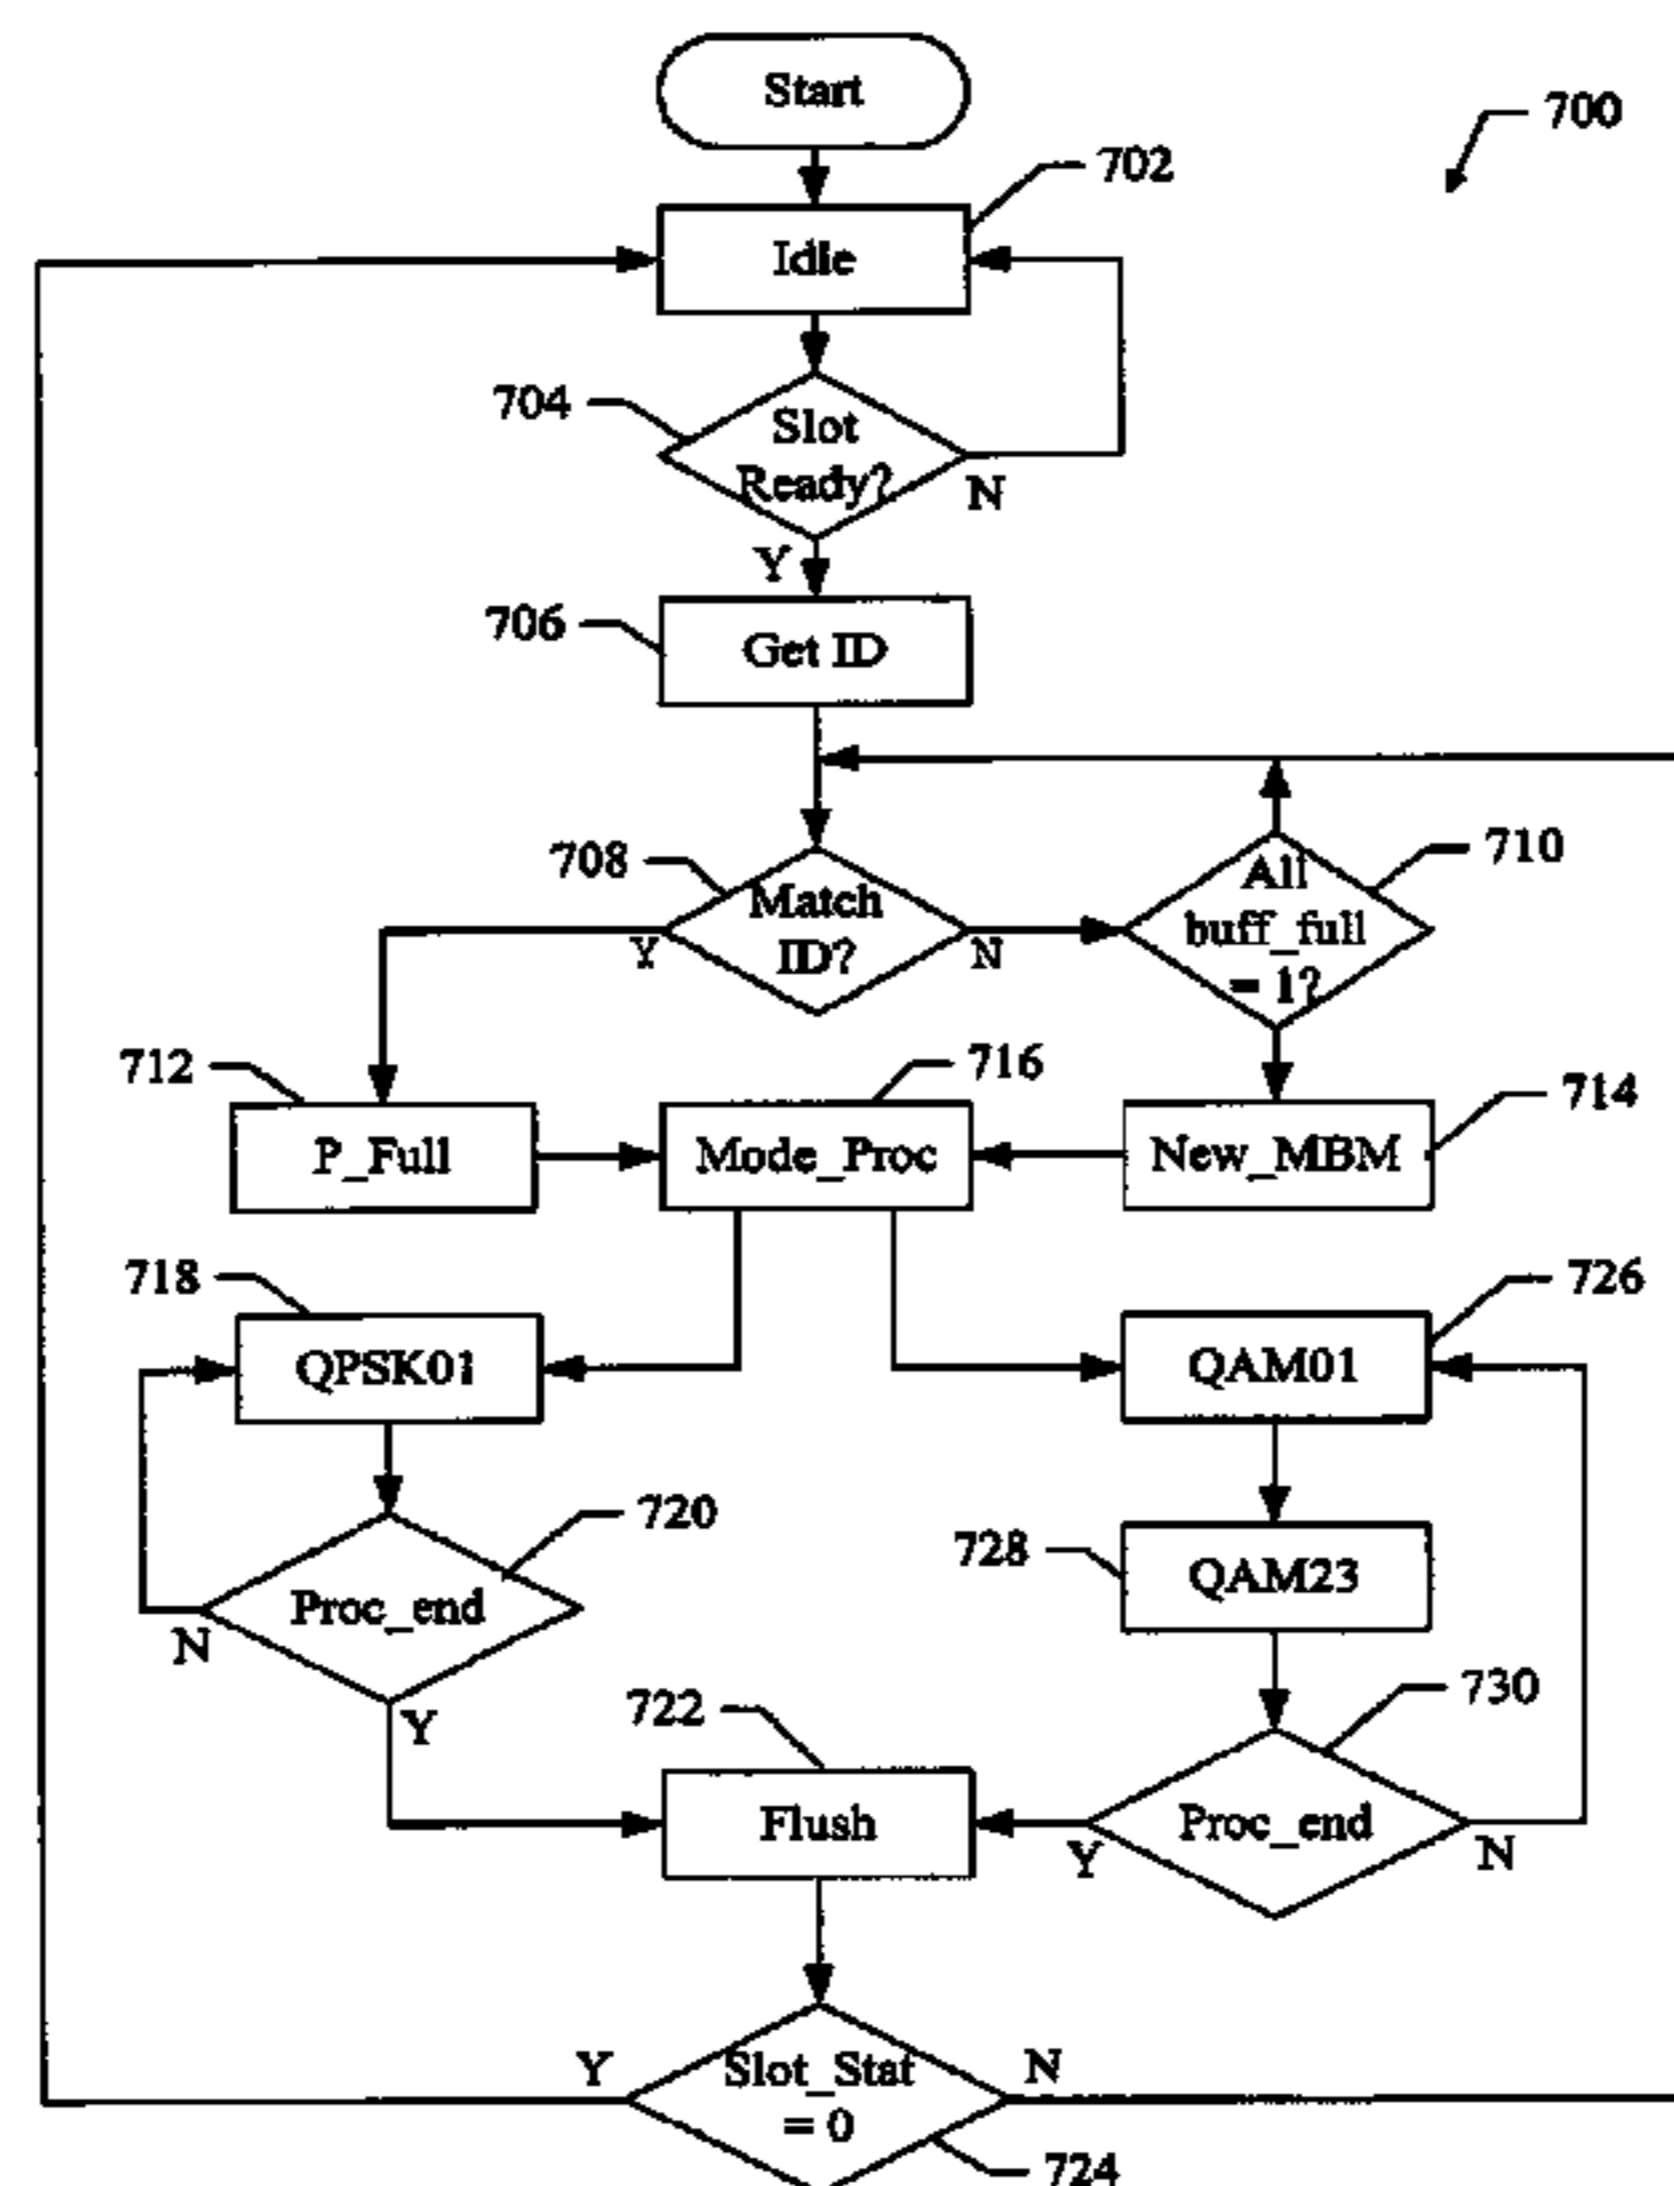 Start
700
702
Idle
704
Slot
Ready?
N
Y
706
Get ID
708
Match
ID?
Y
N
710
All
buff_full
= 1?
712
P_Full
716
Mode_Proc
714
New_MBM
718
QPSK01
726
QAM01
720
Proc_end
N
Y
728
QAM23
722
Flush
730
Proc_end
Y
N
Y
Slot_Stat
= 0
N
724